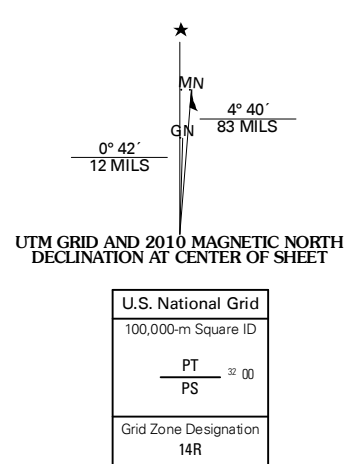 ★
MN
4° 40´
GN
83 MILS
0° 42´
12 MILS
UTM GRID AND 2010 MAGNETIC NORTH
DECLINATION AT CENTER OF SHEET
U.S. National Grid
100,000-m Square ID
PT
32 00
PS
Grid Zone Designation
14R